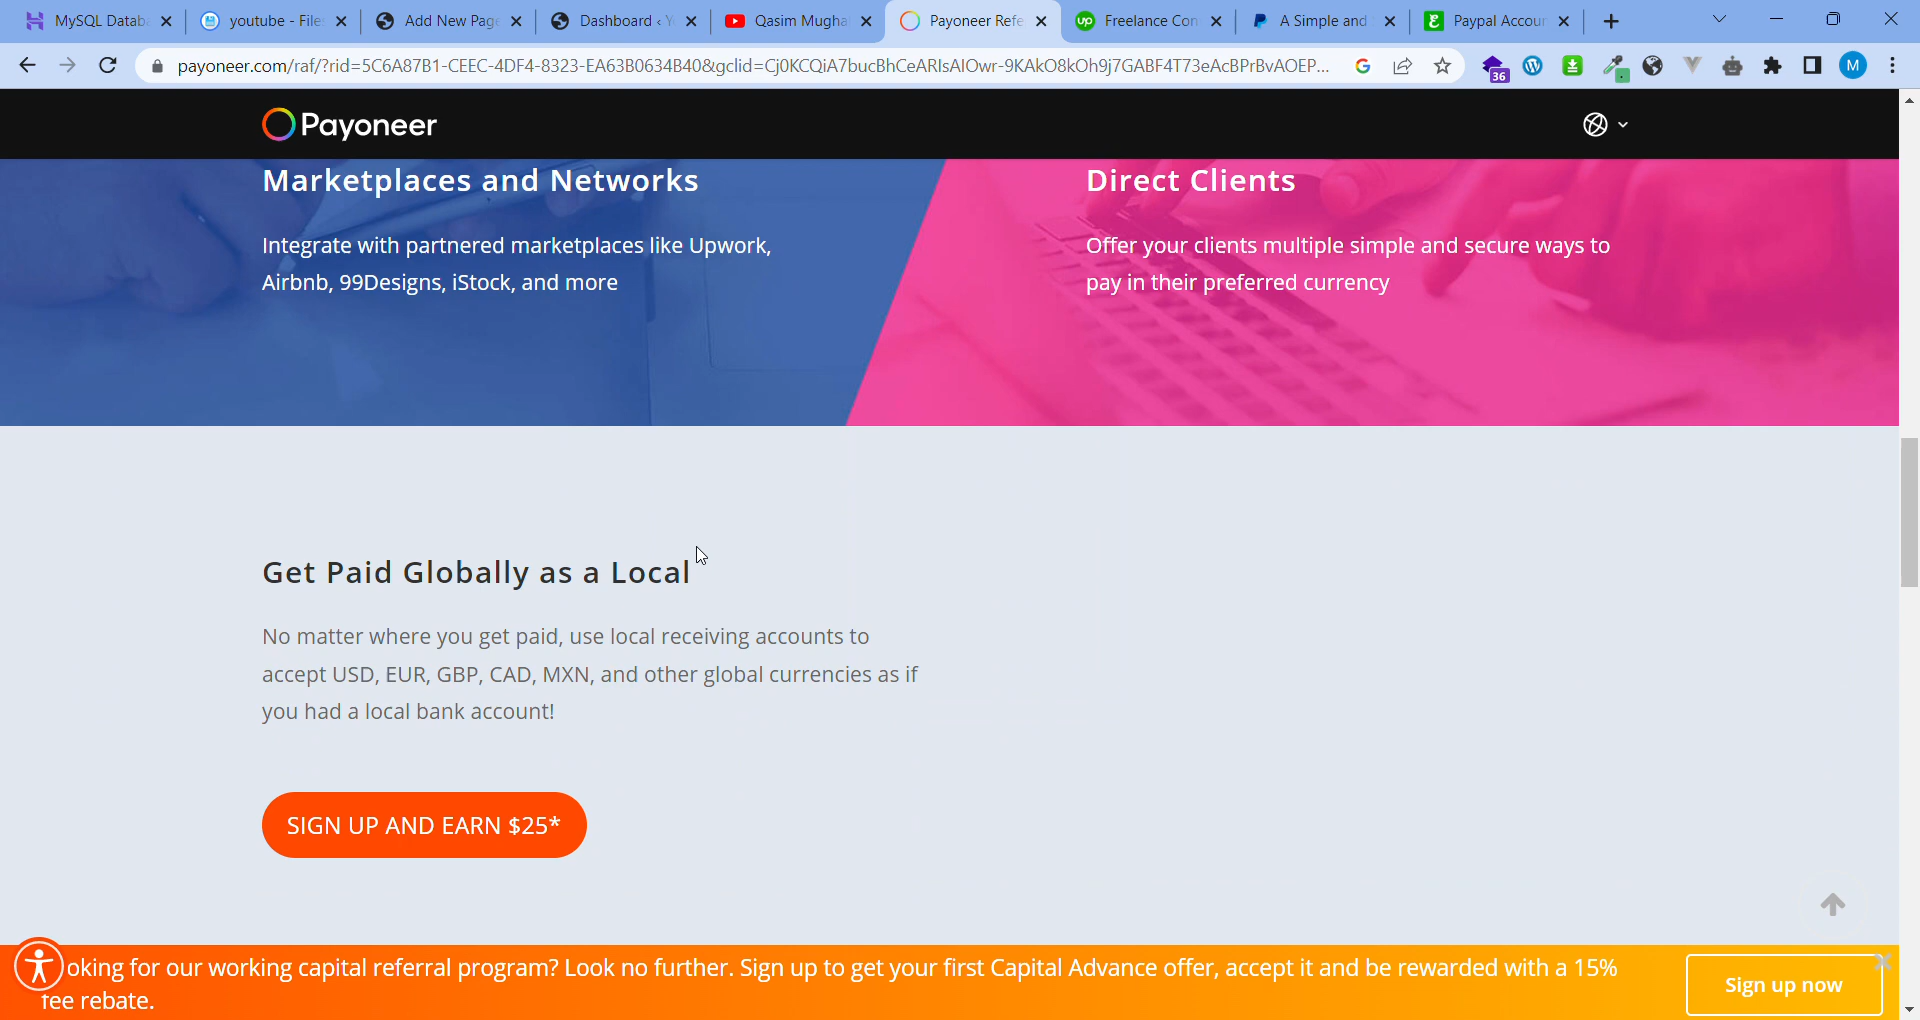 MySQL Datab
youtube - File
Add New Page
Dashboard ‹ Y
Qasim Mugha
Payoneer Refe
Freelance Con
A Simple and
Paypal Accoun
payoneer.com/raf/?rid=5C6A87B1-CEEC-4DF4-8323-EA63B0634B40&gclid=Cj0KCQiA7bucBhCeARIsAIOwr-9KAkO8kOh9j7GABF4T73eAcBPrBvAOEP...
36
M
Payoneer
Marketplaces and Networks
Integrate with partnered marketplaces like Upwork,
Airbnb, 99Designs, iStock, and more
Direct Clients
Offer your clients multiple simple and secure ways to
pay in their preferred currency
Get Paid Globally as a Local
No matter where you get paid, use local receiving accounts to
accept USD, EUR, GBP, CAD, MXN, and other global currencies as if
you had a local bank account!
SIGN UP AND EARN $25*
oking for our working capital referral program? Look no further. Sign up to get your first Capital Advance offer, accept it and be rewarded with a 15%
fee rebate.
Sign up now